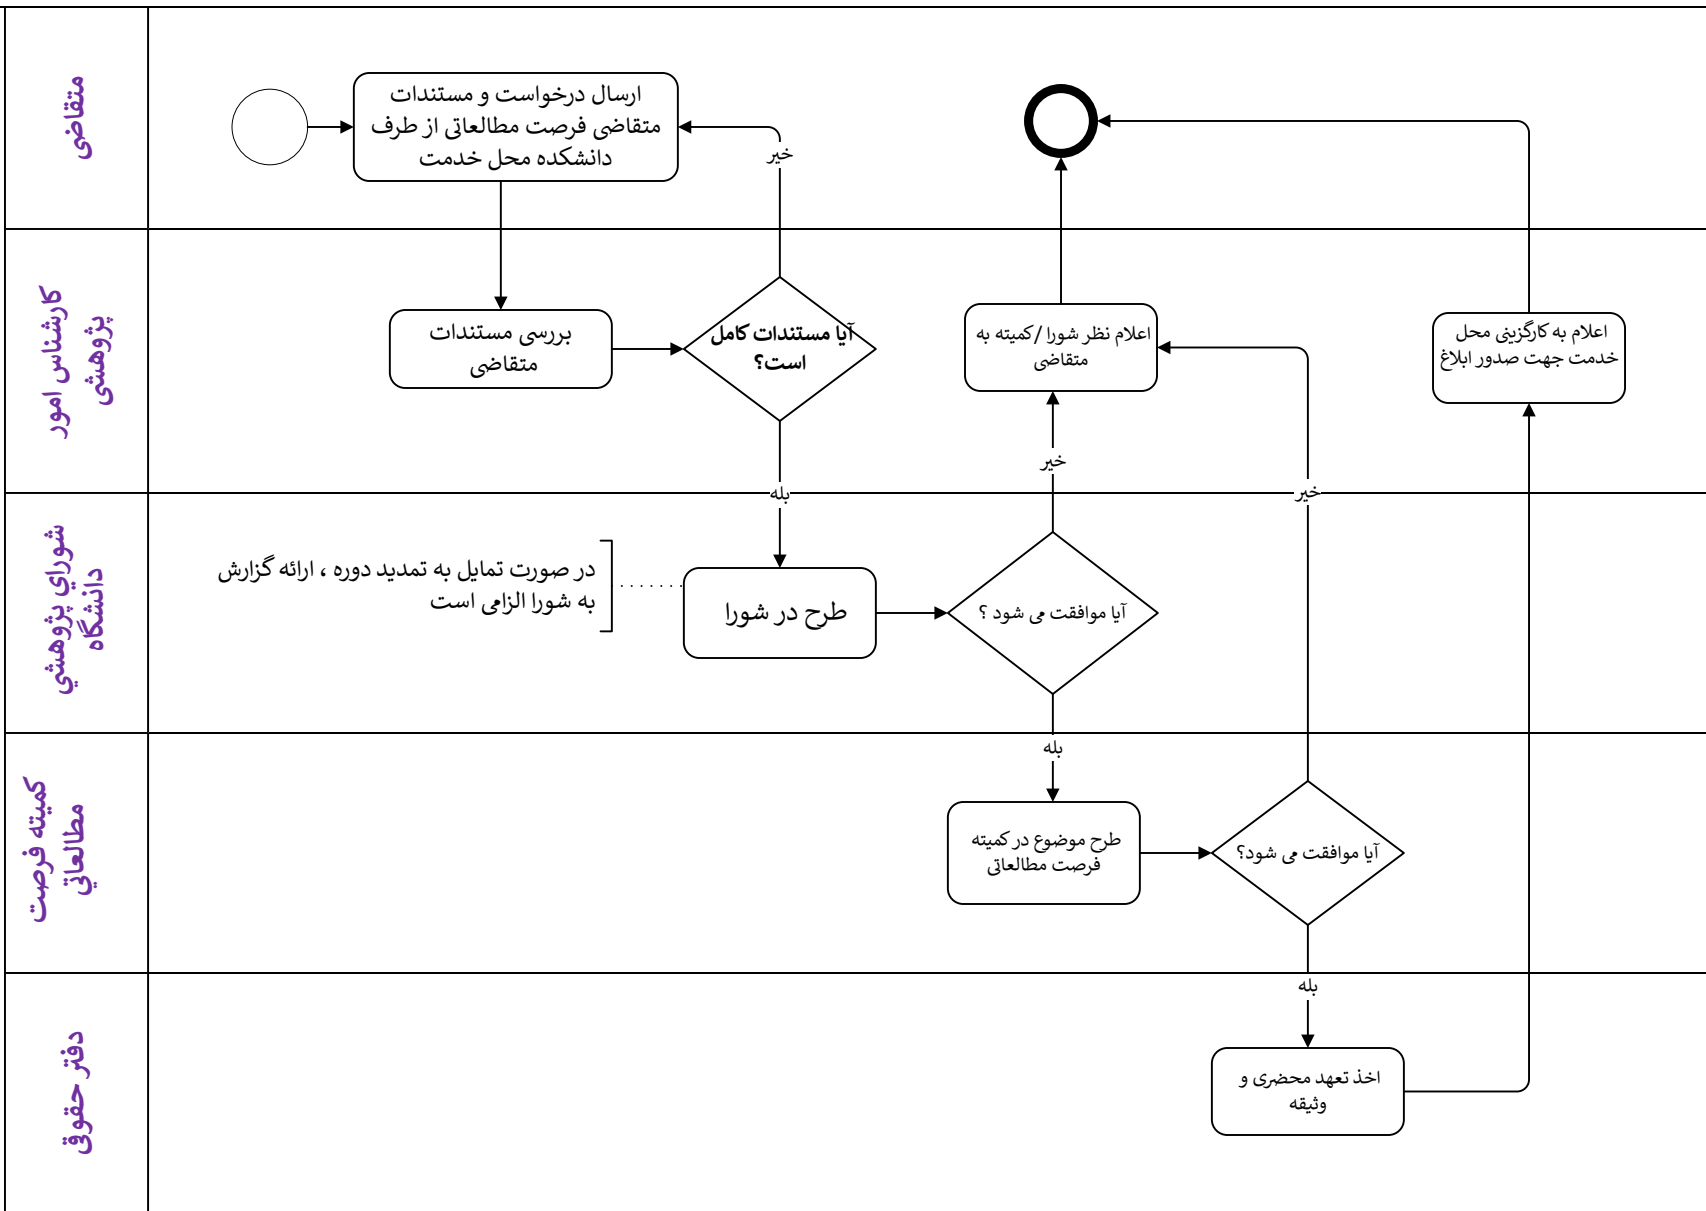 متقاضی
ارسال درخواست و مستندات
متقاضی فرصت مطالعاتی از طرف
دانشکده محل خدمت
خیر
کارشناس امور
پژوهشی
بررسی مستندات
متقاضی
آیا مستندات کامل
است؟
اعلام نظر شورا /کمیته به
متقاضی
اعلام به کارگزینی محل
خدمت جهت صدور ابلاغ
خیر
بله
خیر
شوراي پژوهشي
دانشگاه
در صورت تمایل به تمدید دوره ، ارائه گزارش
به شورا الزامی است
طرح در شورا
آیا موافقت می شود ؟
بله
کمیته فرصت
مطالعاتي
طرح موضوع در کمیته
فرصت مطالعاتی
آیا موافقت می شود؟
بله
دفتر حقوقی
اخذ تعهد محضری و
وثیقه